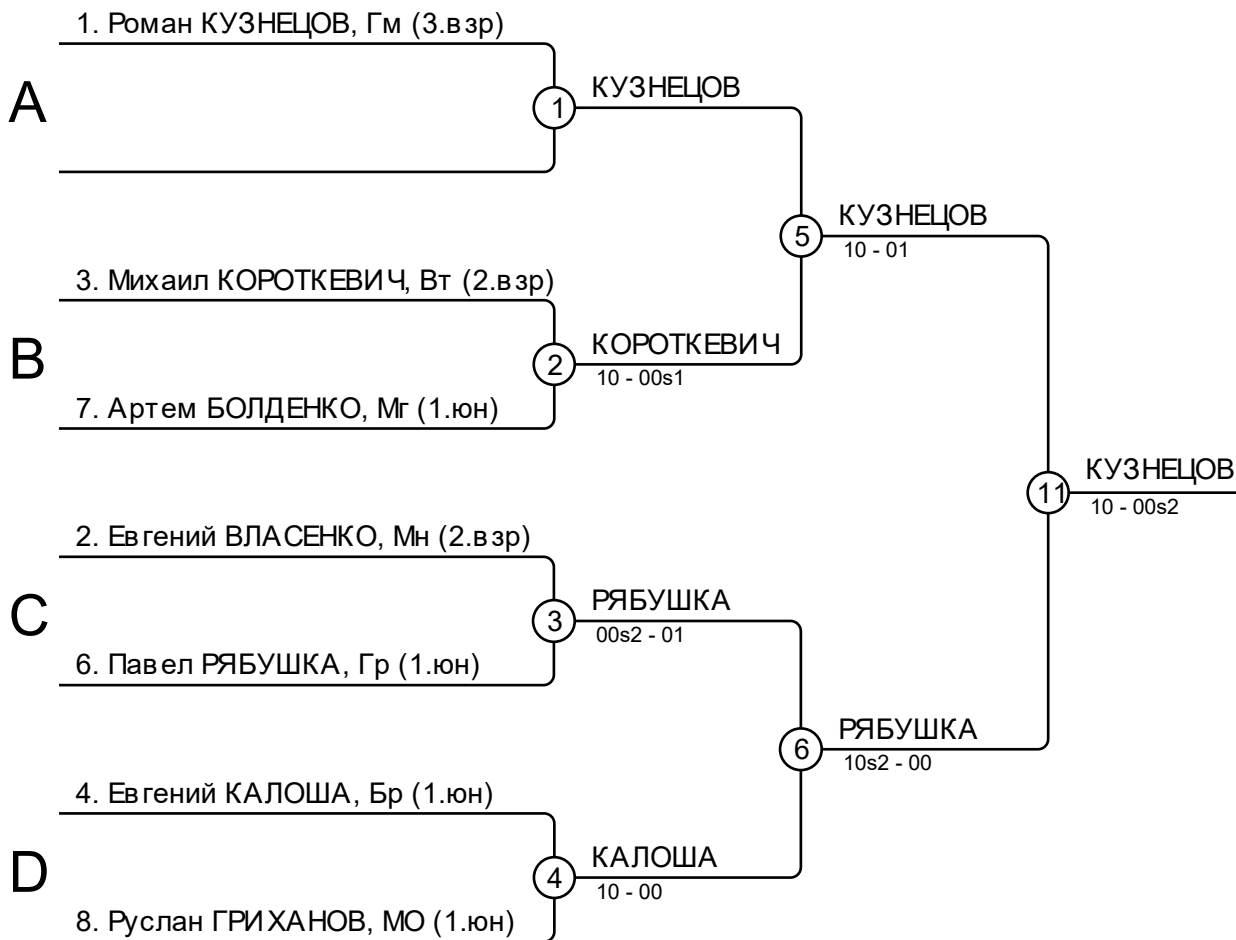 1. Роман КУЗНЕЦОВ, Гм (3.взр)
A
1
КУЗНЕЦОВ
5
КУЗНЕЦОВ
10 - 01
3. Михаил КОРОТКЕВИЧ, Вт (2.взр)
B
2
КОРОТКЕВИЧ
10 - 00s1
7. Артем БОЛДЕНКО, Мг (1.юн)
11
КУЗНЕЦОВ
10 - 00s2
2. Евгений ВЛАСЕНКО, Мн (2.взр)
C
3
РЯБУШКА
00s2 - 01
6. Павел РЯБУШКА, Гр (1.юн)
6
РЯБУШКА
10s2 - 00
4. Евгений КАЛОША, Бр (1.юн)
D
4
КАЛОША
10 - 00
8. Руслан ГРИХАНОВ, МО (1.юн)